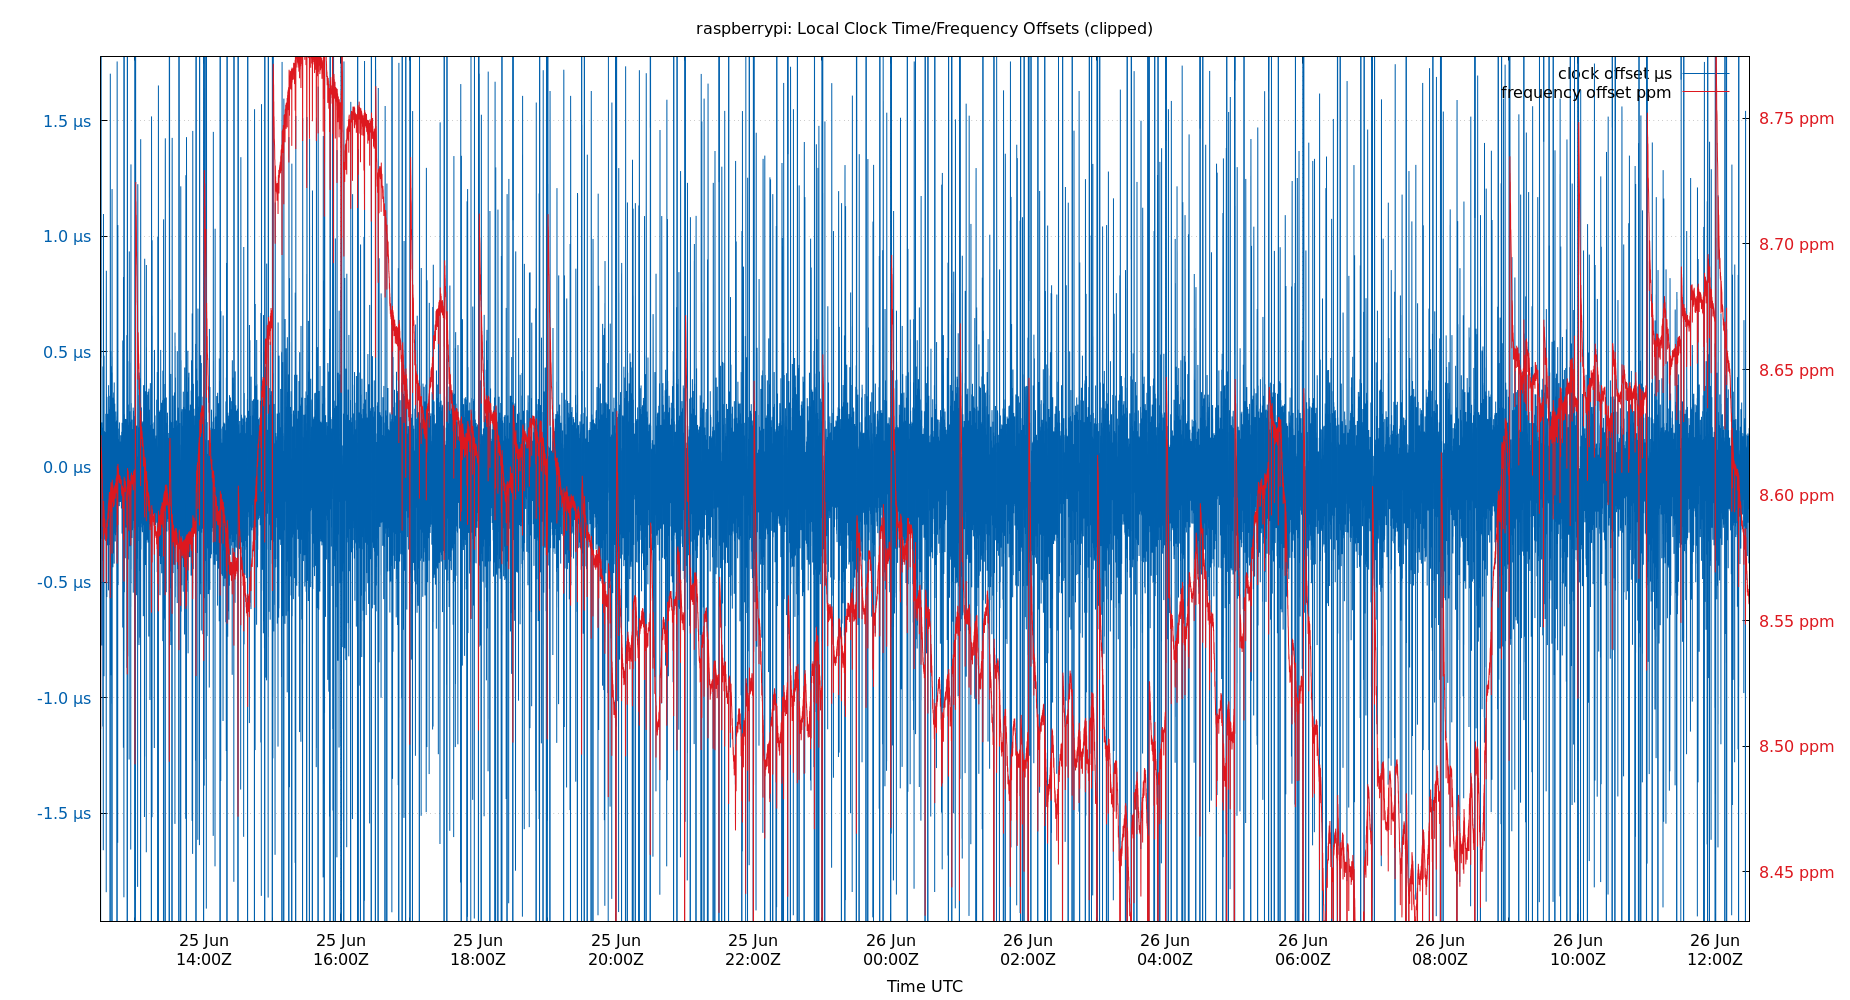 raspberrypi: Local Clock Time/Frequency Offsets (clipped)
clock offset µs
frequency offset ppm
1.5 µs
1.0 µs
0.5 µs
0.0 µs
-0.5 µs
-1.0 µs
-1.5 µs
8.75 ppm
8.70 ppm
8.65 ppm
8.60 ppm
8.55 ppm
8.50 ppm
8.45 ppm
25 Jun 25 Jun 25 Jun 25 Jun 25 Jun 26 Jun 26 Jun 26 Jun 26 Jun 26 Jun 26 Jun 26 Jun
14:00Z 16:00Z 18:00Z 20:00Z 22:00Z 00:00Z 02:00Z 04:00Z 06:00Z 08:00Z 10:00Z 12:00Z
Time UTC